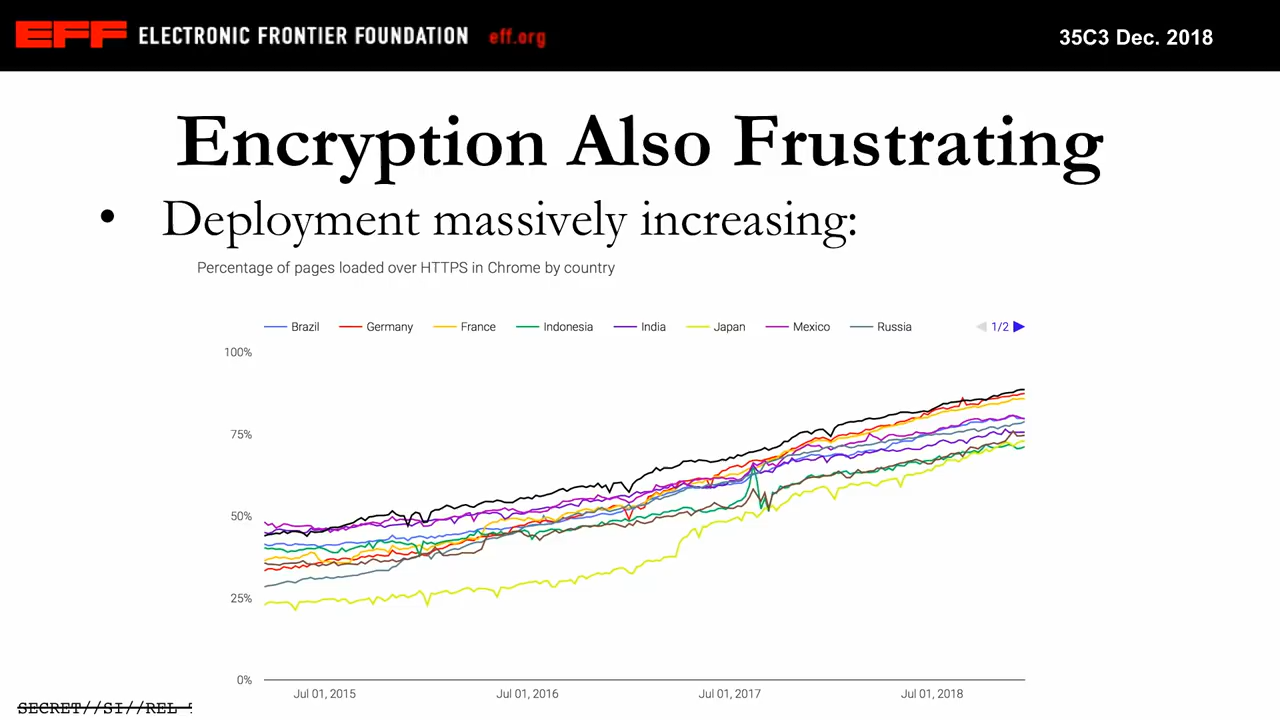 EFF ELECTRONIC FRONTIER FOUNDATION eff.org 35C3 Dec. 2018
Encryption Also Frustrating
• Deployment massively increasing:
Percentage of pages loaded over HTTPS in Chrome by country
Brazil Germany France Indonesia India Japan Mexico Russia 1/2
100%
75%
50%
25%
0%
Jul 01, 2015 Jul 01, 2016 Jul 01, 2017 Jul 01, 2018
SECRET//SI//REL